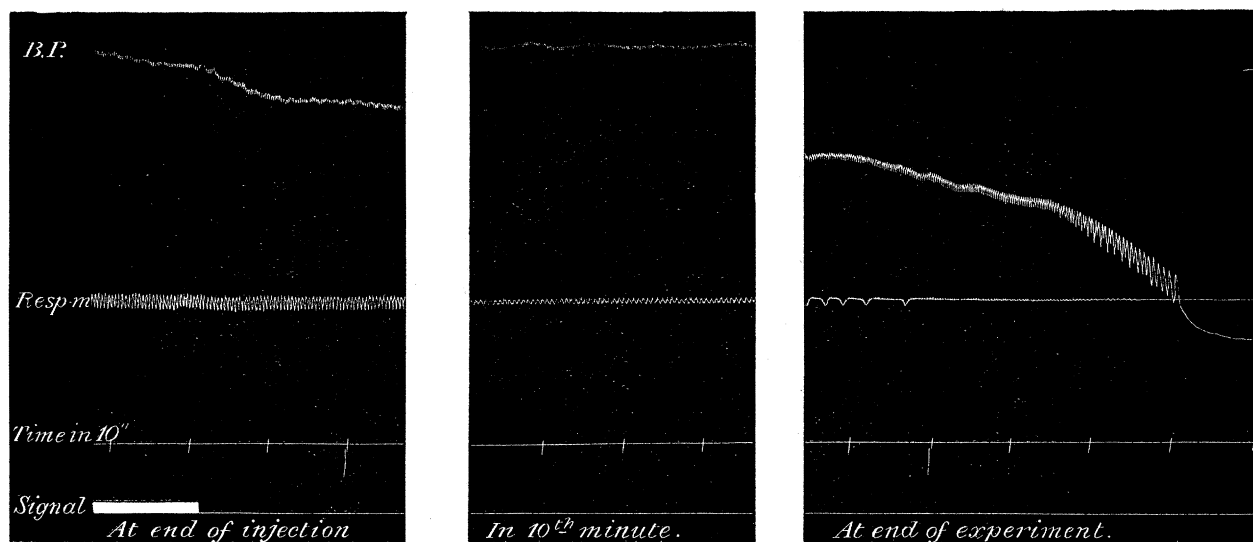 B.P.
Resp.m
Time in 10"
Signal
At end of injection
In 10th minute.
At end of experiment.